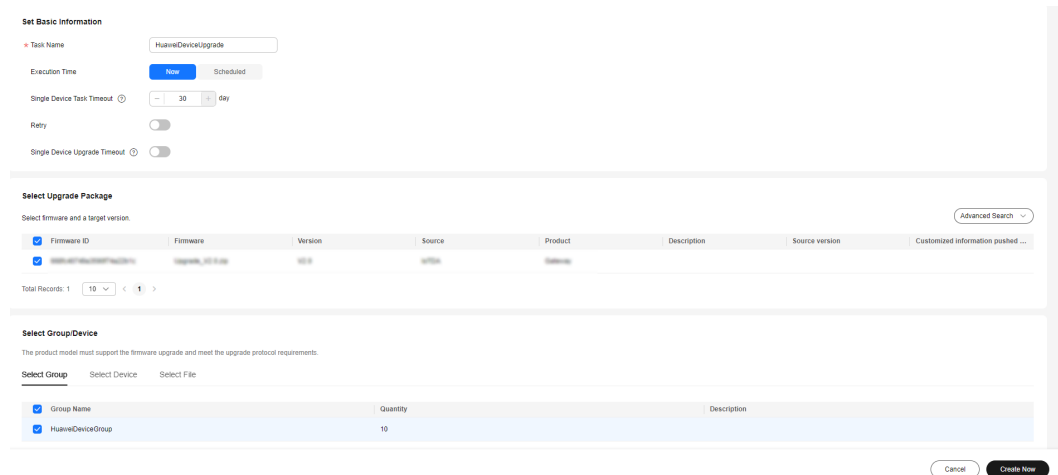 Set Basic Information
* Task Name HuaweiDeviceUpgrade
Execution Time Now Scheduled
Single Device Task Timeout ? − 30 + day
Retry
Single Device Upgrade Timeout ?
Select Upgrade Package
Select firmware and a target version. Advanced Search
Firmware ID Firmware Version Source Product Description Source version Customized information pushed ...
Total Records: 1 10 < 1 >
Select Group/Device
The product model must support the firmware upgrade and meet the upgrade protocol requirements.
Select Group Select Device Select File
Group Name Quantity Description
HuaweiDeviceGroup 10
Cancel Create Now